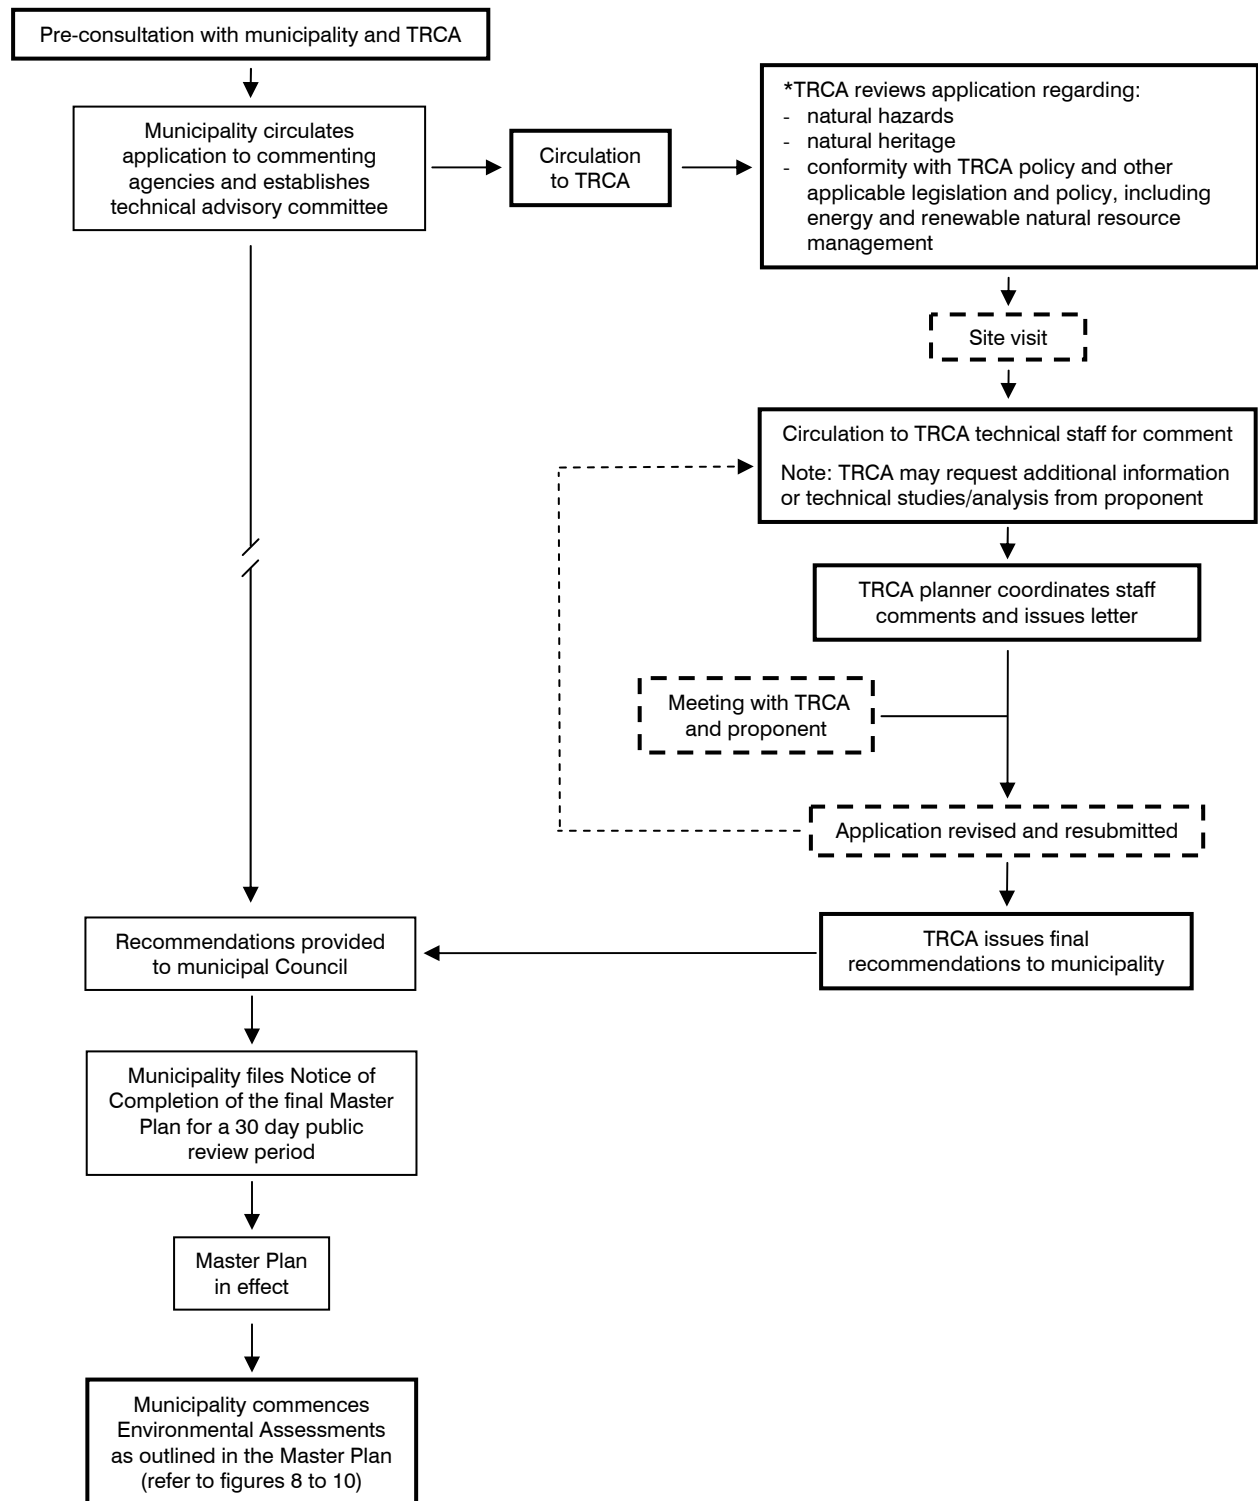 Pre-consultation with municipality and TRCA
Municipality circulates
application to commenting
agencies and establishes
technical advisory committee
Circulation
to TRCA
*TRCA reviews application regarding:
- natural hazards
- natural heritage
- conformity with TRCA policy and other
applicable legislation and policy, including
energy and renewable natural resource
management
Site visit
Circulation to TRCA technical staff for comment
Note: TRCA may request additional information
or technical studies/analysis from proponent
TRCA planner coordinates staff
comments and issues letter
Meeting with TRCA
and proponent
Application revised and resubmitted
TRCA issues final
recommendations to municipality
Recommendations provided
to municipal Council
Municipality files Notice of
Completion of the final Master
Plan for a 30 day public
review period
Master Plan
in effect
Municipality commences
Environmental Assessments
as outlined in the Master Plan
(refer to figures 8 to 10)